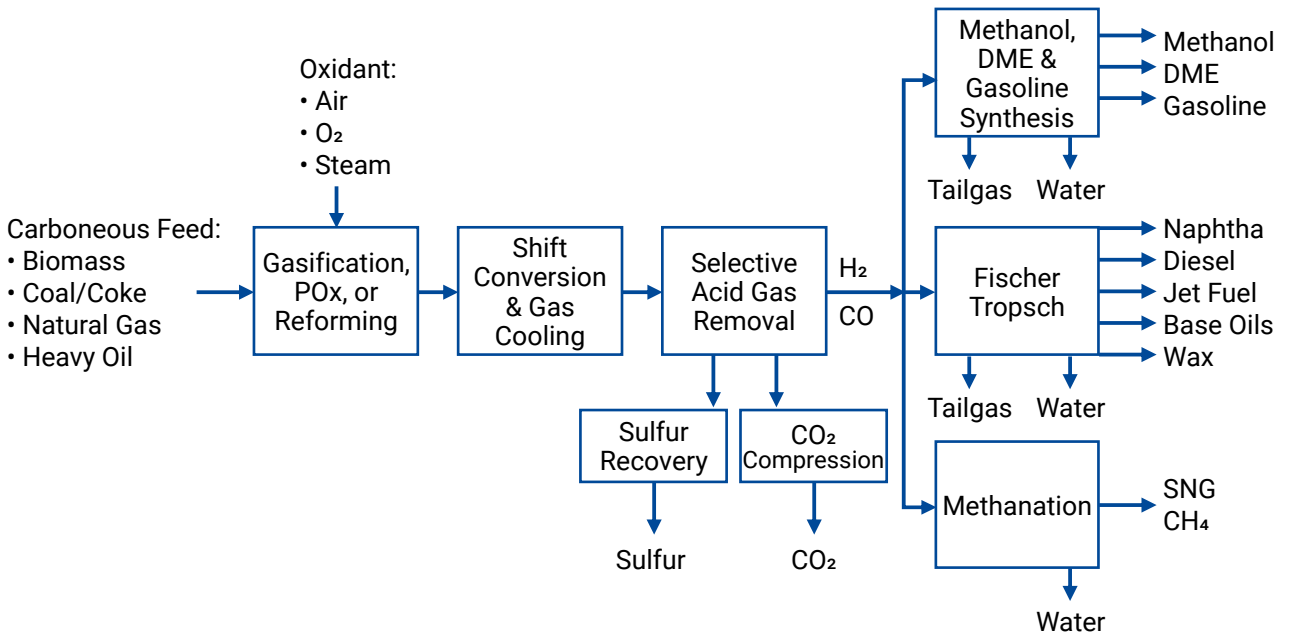 Oxidant:
• Air
• O₂
• Steam
Carboneous Feed:
• Biomass
• Coal/Coke
• Natural Gas
• Heavy Oil
Gasification,
POx, or
Reforming
Shift
Conversion
& Gas
Cooling
Selective
Acid Gas
Removal
H₂
CO
Sulfur
Recovery
Sulfur
CO₂
Compression
CO₂
Methanol,
DME &
Gasoline
Synthesis
Methanol
DME
Gasoline
Tailgas
Water
Fischer
Tropsch
Naphtha
Diesel
Jet Fuel
Base Oils
Wax
Tailgas
Water
Methanation
SNG
CH₄
Water